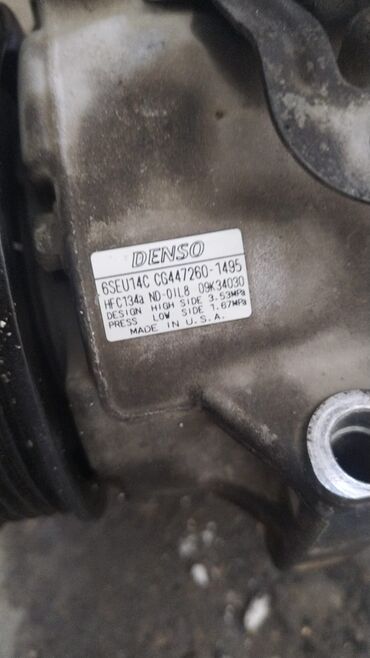 DENSO
6SEU14C CG447260-1495
HFC134a ND-OIL8 09K34030
DESIGN HIGH SIDE 3.53MPa
PRESS LOW SIDE 1.67MPa
MADE IN U.S.A.